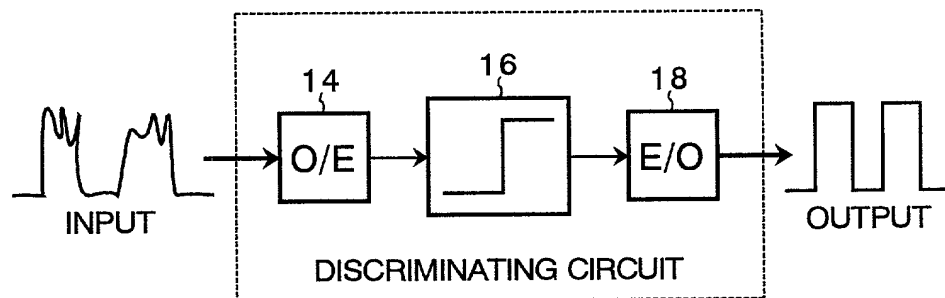 14
16
18
O/E
E/O
INPUT
OUTPUT
DISCRIMINATING CIRCUIT